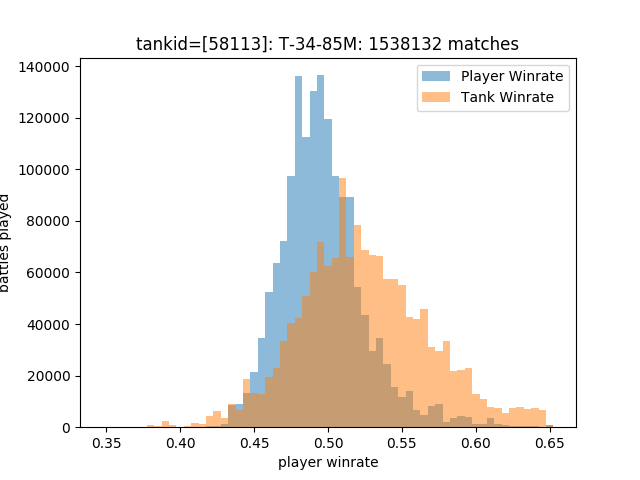 tankid=[58113]: T-34-85M: 1538132 matches
140000
120000
100000
80000
60000
40000
20000
0
battles played
Player Winrate
Tank Winrate
0.35 0.40 0.45 0.50 0.55 0.60 0.65
player winrate